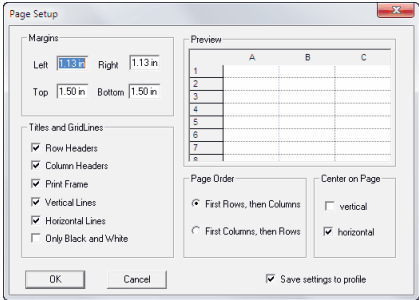 Page Setup
Margins
Left 1.13 in Right 1.13 in
Top 1.50 in Bottom 1.50 in
Titles and GridLines
Row Headers
Column Headers
Print Frame
Vertical Lines
Horizontal Lines
Only Black and White
Preview
A B C
1
2
3
4
5
6
7
8
Page Order
First Rows, then Columns
First Columns, then Rows
Center on Page
vertical
horizontal
OK Cancel Save settings to profile